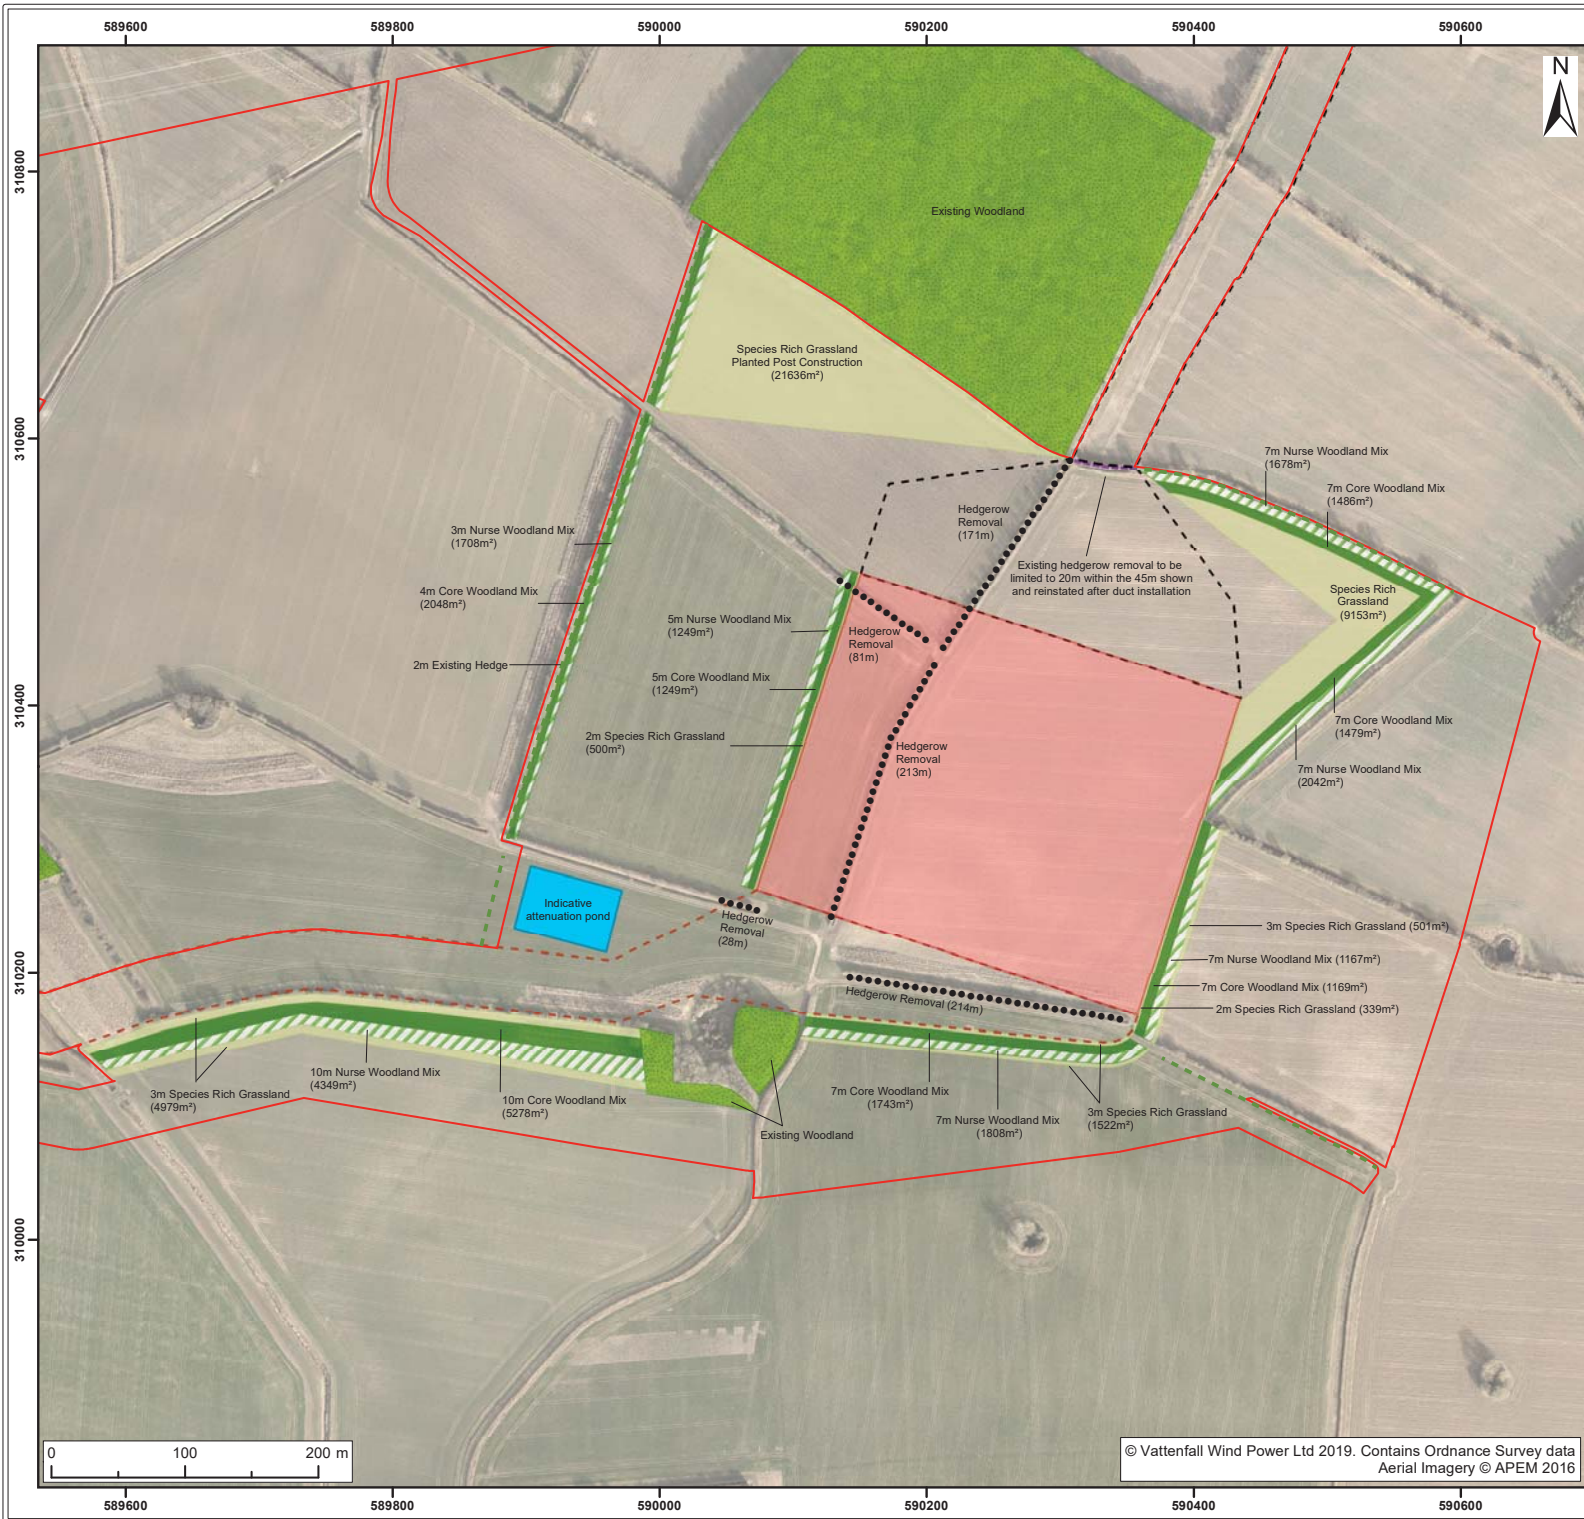 589600
589800
590000
590200
590400
590600
N
310800
310600
310400
310200
310000
Existing Woodland
Species Rich Grassland
Planted Post Construction
(21636m²)
7m Nurse Woodland Mix
(1678m²)
7m Core Woodland Mix
(1486m²)
Hedgerow
Removal
(171m)
3m Nurse Woodland Mix
(1708m²)
Existing hedgerow removal to be
limited to 20m within the 45m shown
and reinstated after duct installation
4m Core Woodland Mix
(2048m²)
Species Rich
Grassland
(9153m²)
5m Nurse Woodland Mix
(1249m²)
Hedgerow
Removal
(81m)
2m Existing Hedge
5m Core Woodland Mix
(1249m²)
7m Core Woodland Mix
(1479m²)
2m Species Rich Grassland
(500m²)
Hedgerow
Removal
(213m)
7m Nurse Woodland Mix
(2042m²)
Indicative
attenuation pond
Hedgerow
Removal
(28m)
3m Species Rich Grassland (501m²)
7m Nurse Woodland Mix (1167m²)
7m Core Woodland Mix (1169m²)
Hedgerow Removal (214m)
2m Species Rich Grassland (339m²)
10m Nurse Woodland Mix
(4349m²)
3m Species Rich Grassland
(4979m²)
10m Core Woodland Mix
(5278m²)
7m Core Woodland Mix
(1743m²)
7m Nurse Woodland Mix
(1808m²)
3m Species Rich Grassland
(1522m²)
Existing Woodland
0 100 200 m
© Vattenfall Wind Power Ltd 2019. Contains Ordnance Survey data
Aerial Imagery © APEM 2016
589600
589800
590000
590200
590400
590600